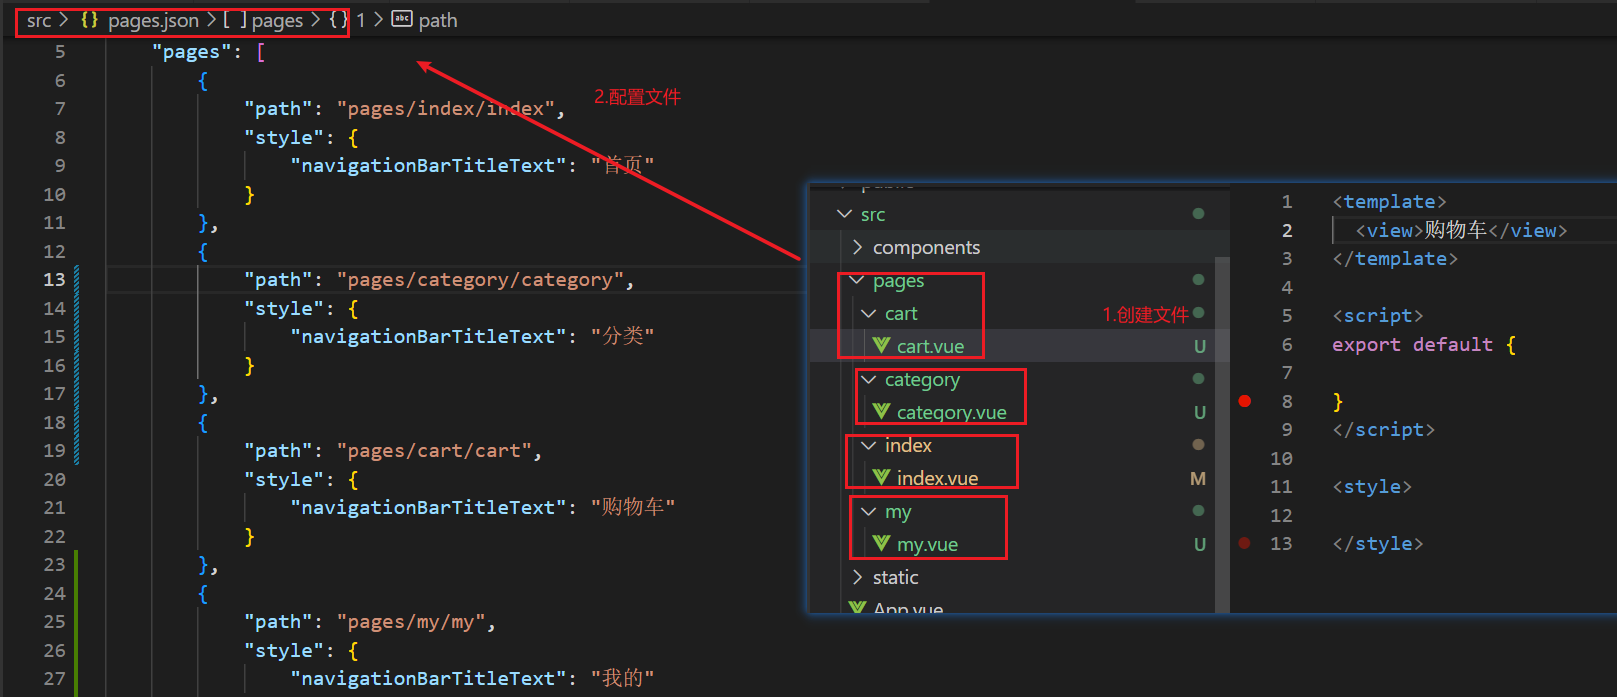 src > {} pages.json > [ ] pages > {} 1 > abc path
5 "pages": [
6 {
7 "path": "pages/index/index",
8 "style": {
9 "navigationBarTitleText": "首页"
10 }
11 },
12 {
13 "path": "pages/category/category",
14 "style": {
15 "navigationBarTitleText": "分类"
16 }
17 },
18 {
19 "path": "pages/cart/cart",
20 "style": {
21 "navigationBarTitleText": "购物车"
22 }
23 },
24 {
25 "path": "pages/my/my",
26 "style": {
27 "navigationBarTitleText": "我的"
2.配置文件
public
src
components
pages
cart
1.创建文件
cart.vue U
category
category.vue U
index
index.vue M
my
my.vue U
static
App.vue
1 <template>
2 <view>购物车</view>
3 </template>
4
5 <script>
6 export default {
7
8 }
9 </script>
10
11 <style>
12
13 </style>